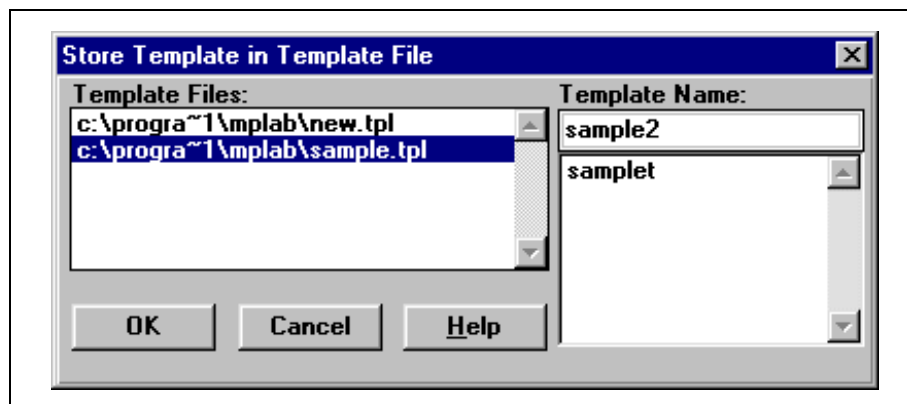 Store Template in Template File
Template Files:
c:\progra~1\mplab\new.tpl
c:\progra~1\mplab\sample.tpl
Template Name:
sample2
samplet
OK
Cancel
Help